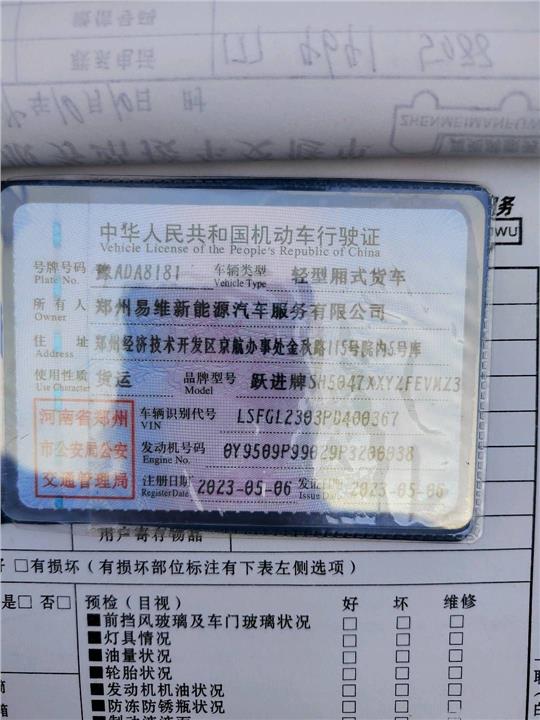 ZHENMEIMANFUW
WU
务
中华人民共和国机动车行驶证
Vehicle License of the People's Republic of China
号牌号码 豫ADA8181 车辆类型 轻型厢式货车
Plate No. Vehicle Type
所有人 郑州易维新能源汽车服务有限公司
Owner
住址 郑州经济技术开发区京航办事处金秋路115号院内5号库
Address
使用性质 货运 品牌型号 跃进牌SH5047XXYZFEVMZ3
Use Character Model
河南省郑州
市公安局公安
交通管理局
车辆识别代号 LSFGL2303PD400367
VIN
发动机号码 0Y9509P99029P3200038
Engine No.
注册日期 2023-05-06 发证日期 2023-05-06
Register Date Issue Date
用户寄存物品
□有损坏（有损坏部位标注有下表左侧选项）
是□ 否□ 预检（目视） 好 坏 维修
■前挡风玻璃及车门玻璃状况 □ □ □
■灯具情况 □ □ □
■油量状况 □ □ □
■轮胎状况 □ □ □
■发动机机油状况 □ □ □
■防冻防锈瓶状况 □ □ □